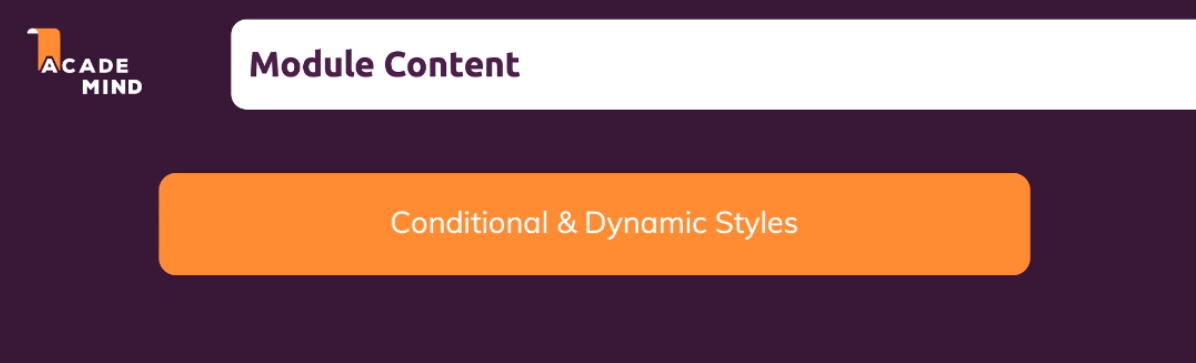 ACADE
MIND
Module Content
Conditional & Dynamic Styles